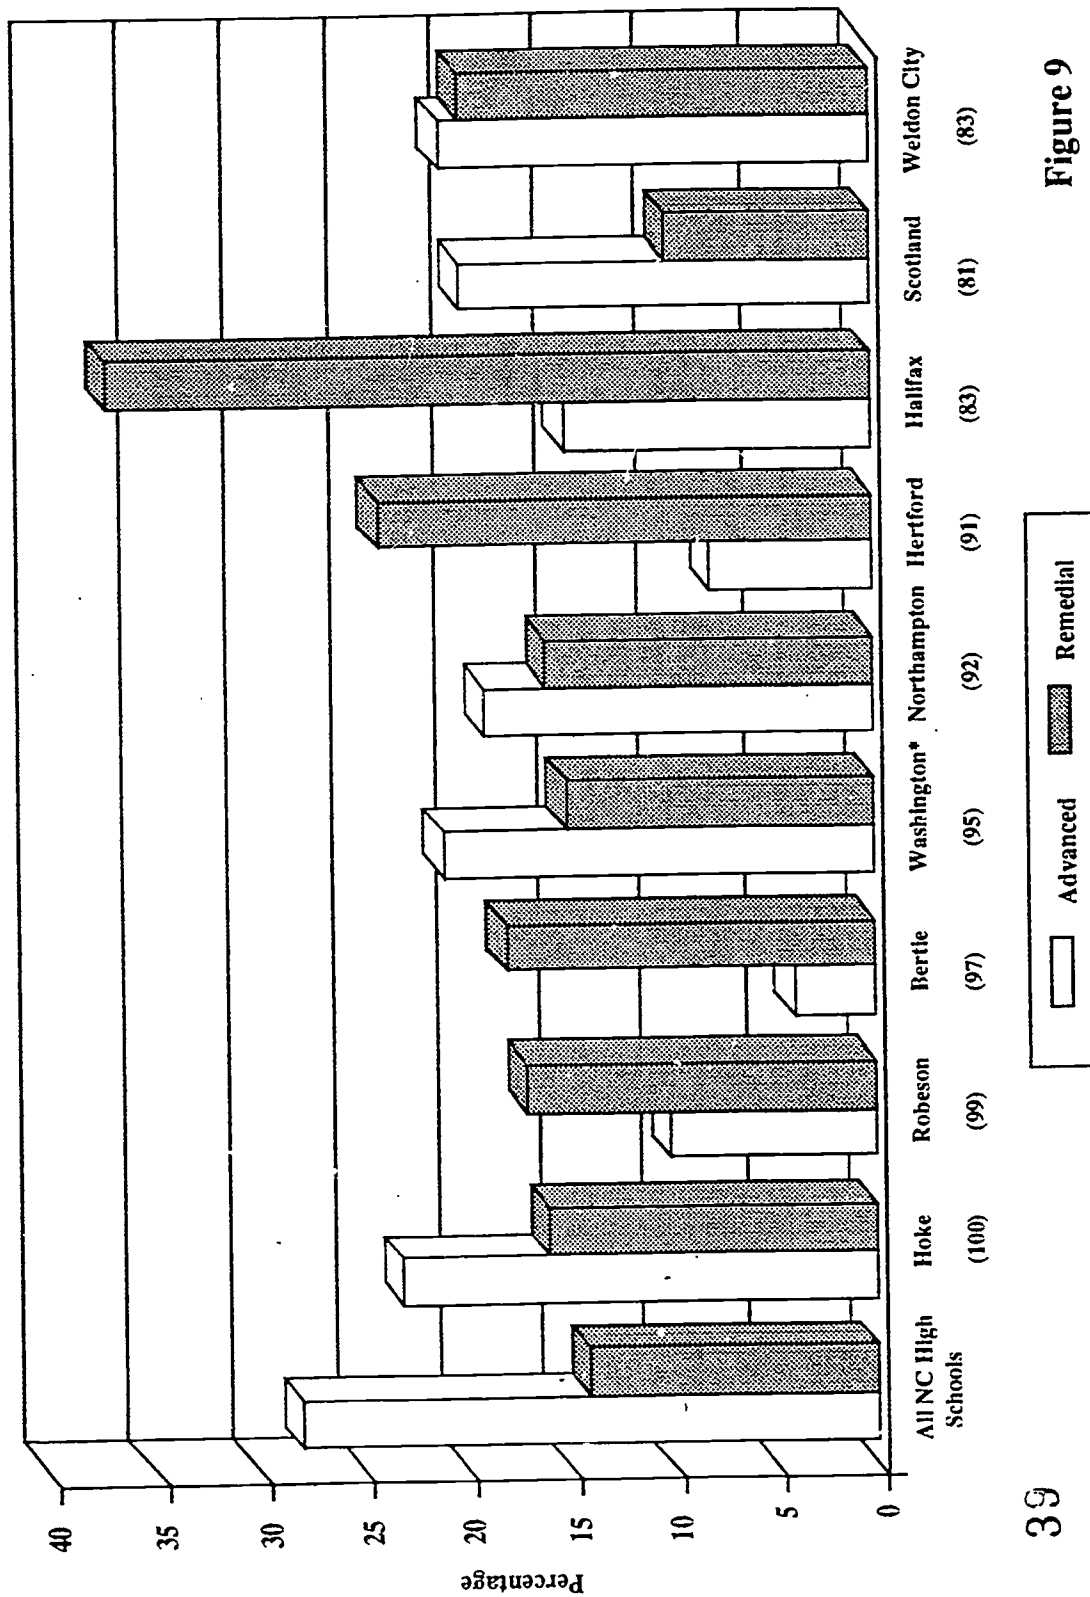 Percentage
40
35
30
25
20
15
10
5
0
All NC High
Schools
Hoke
(100)
Robeson
(99)
Bertie
(97)
Washington*
(95)
Northampton
(92)
Hertford
(91)
Halifax
(83)
Scotland
(81)
Weldon City
(83)
Advanced
Remedial
Figure 9
39